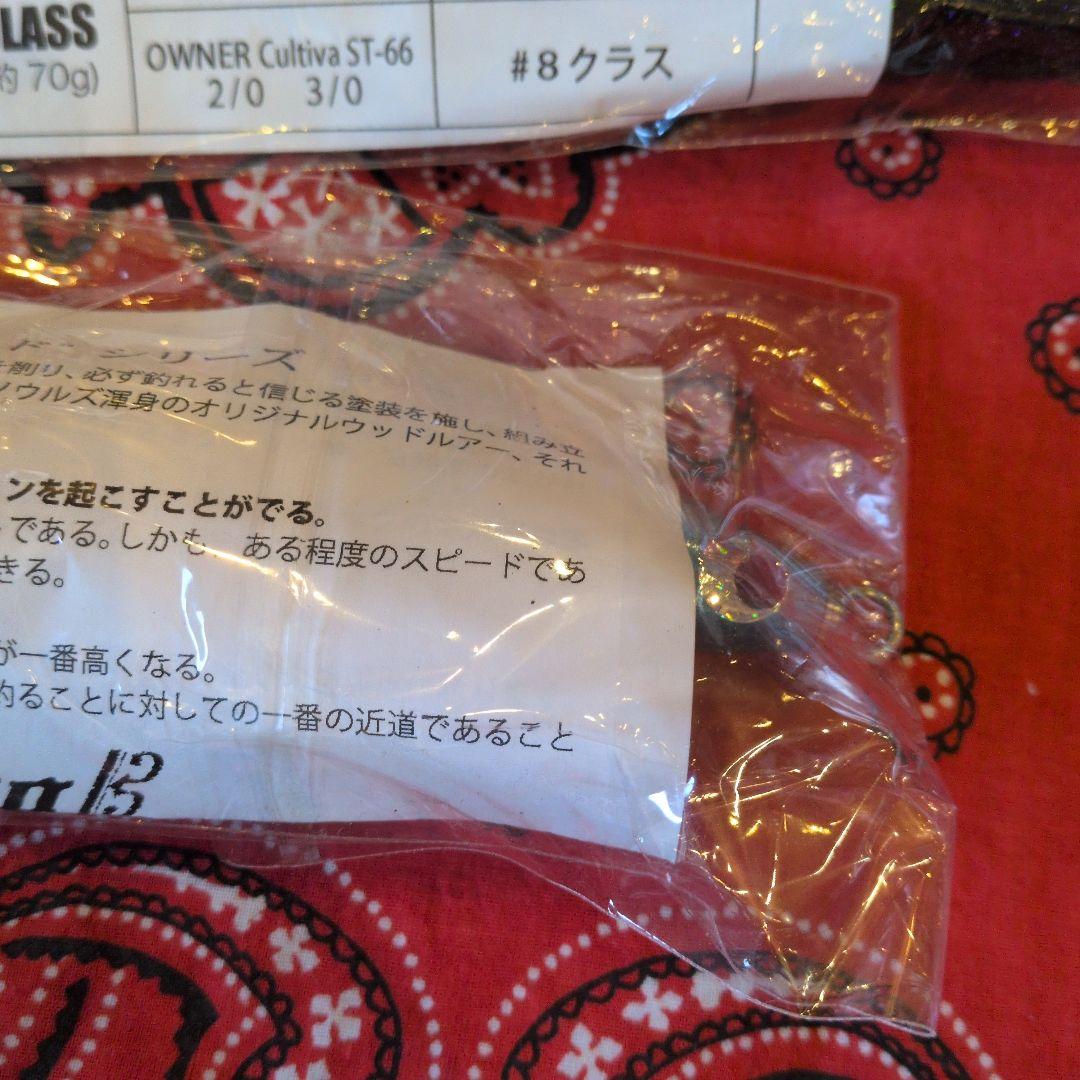 LASS
約 70g)
OWNER Cultiva ST-66
2/0 3/0
#8クラス
ド"シリーズ
削り、必ず釣れると信じる塗装を施し、組み立
ソウルズ渾身のオリジナルウッドルアー、それ
ンを起こすことがでる。
である。しかも、ある程度のスピードであ
きる。
が一番高くなる。
釣ることに対しての一番の近道であること